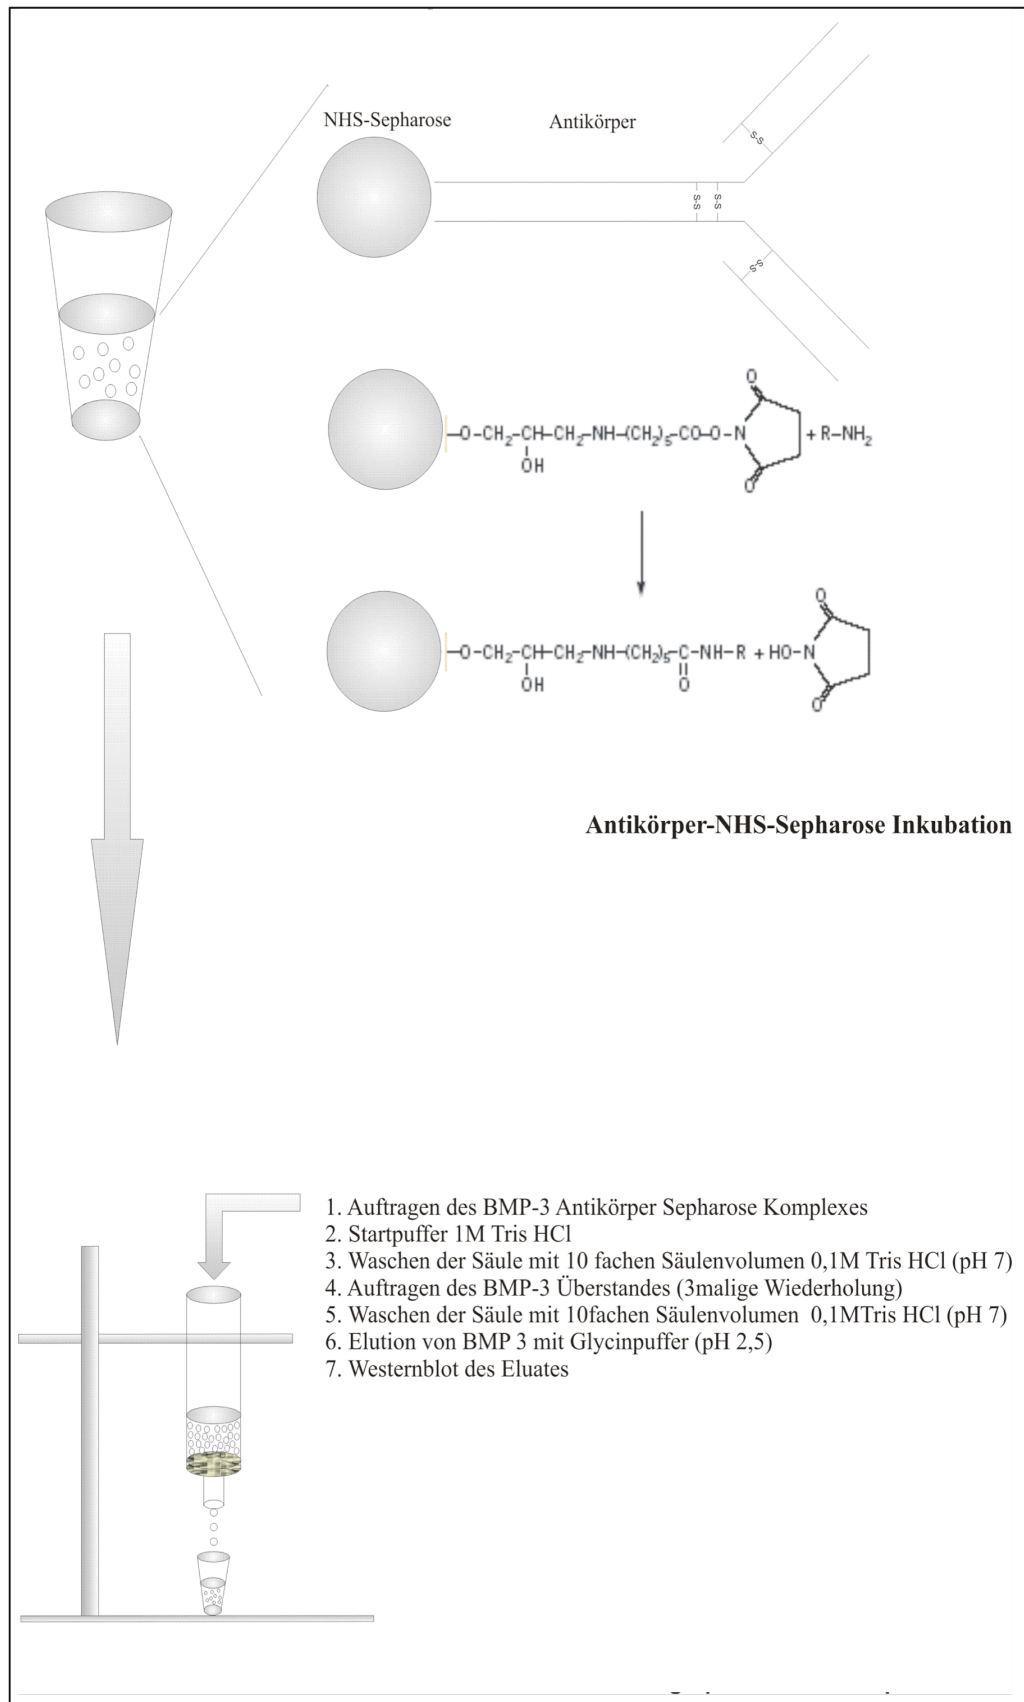 NHS-Sepharose Antikörper
S-S
S-S S-S
S-S
O
-O-CH₂-CH-CH₂-NH-(CH₂)₅-CO-O-N + R-NH₂
OH
O
O
-O-CH₂-CH-CH₂-NH-(CH₂)₅-C-NH-R + HO-N
OH O
O
Antikörper-NHS-Sepharose Inkubation
1. Auftragen des BMP-3 Antikörper Sepharose Komplexes
2. Startpuffer 1M Tris HCl
3. Waschen der Säule mit 10 fachen Säulenvolumen 0,1M Tris HCl (pH 7)
4. Auftragen des BMP-3 Überstandes (3malige Wiederholung)
5. Waschen der Säule mit 10fachen Säulenvolumen 0,1MTris HCl (pH 7)
6. Elution von BMP 3 mit Glycinpuffer (pH 2,5)
7. Westernblot des Eluates